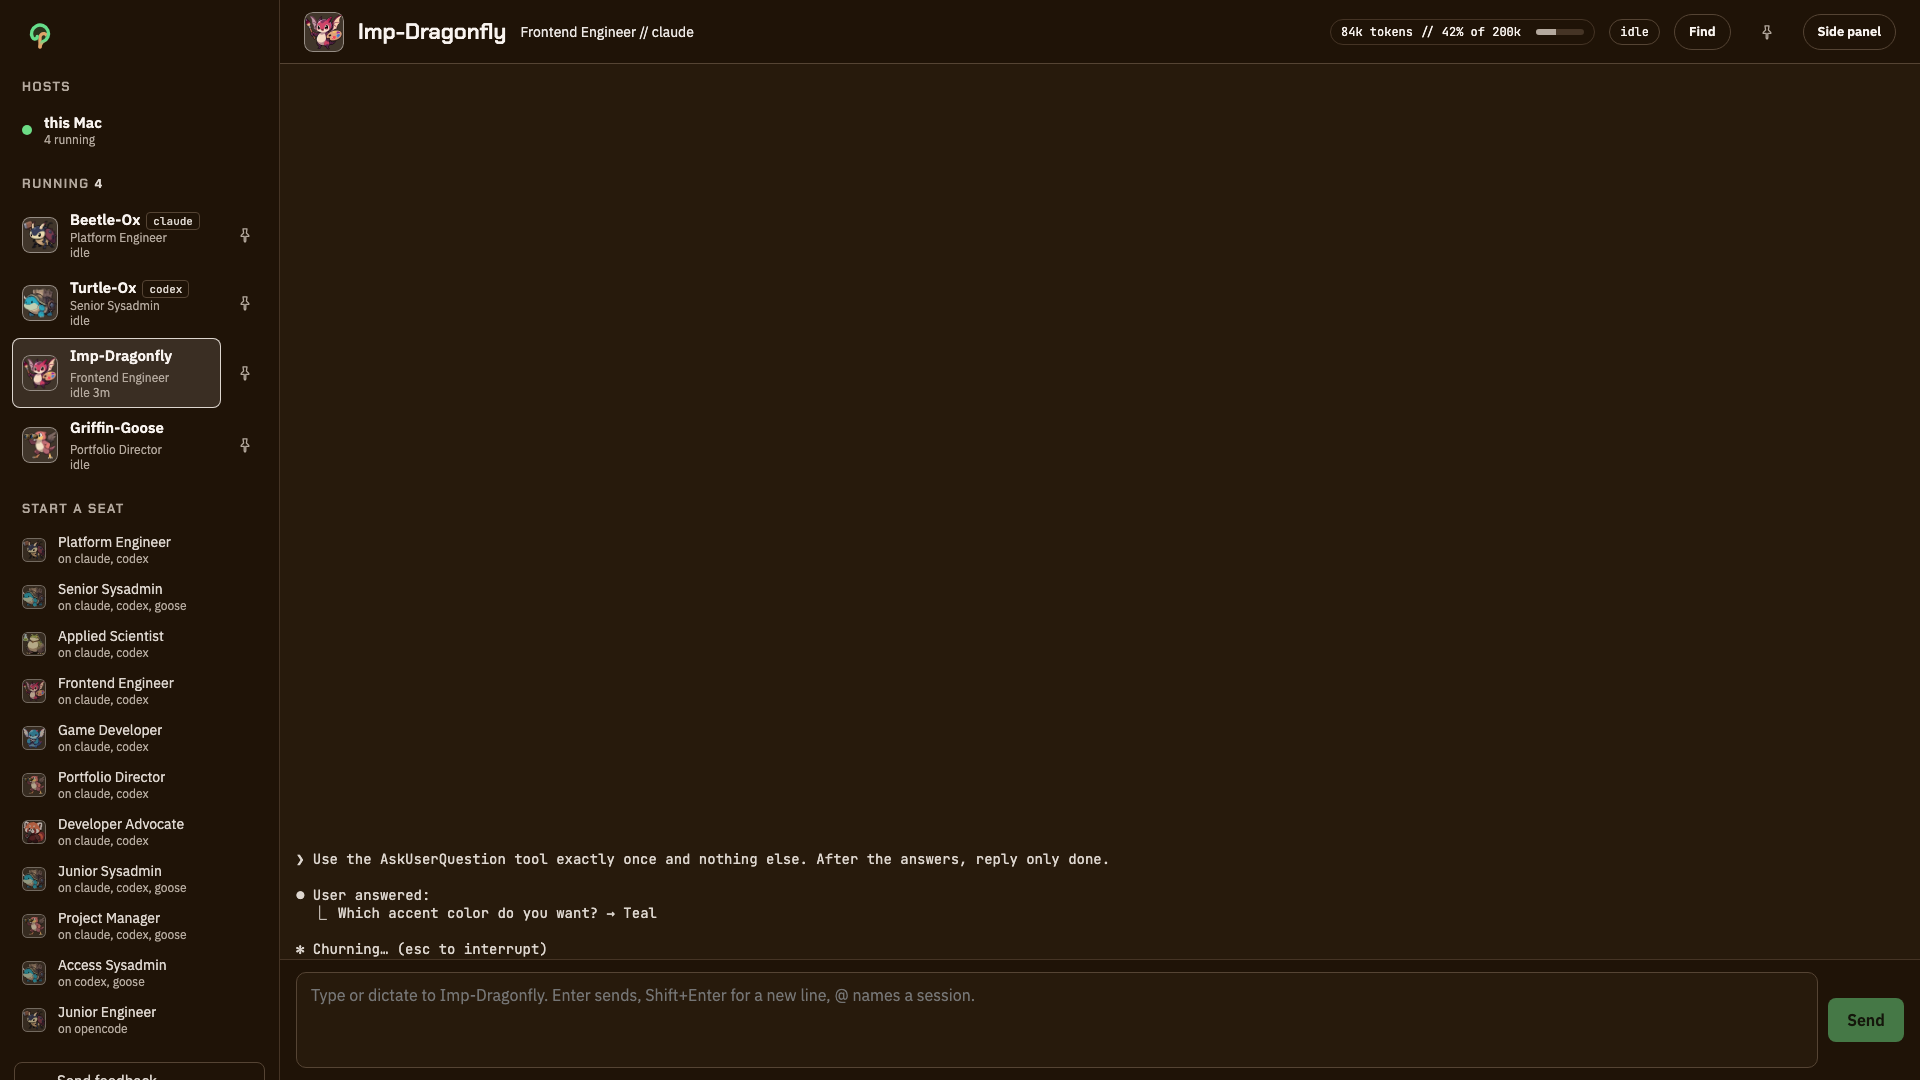 HOSTS
this Mac
4 running
RUNNING 4
Beetle-Ox claude
Platform Engineer
idle
Turtle-Ox codex
Senior Sysadmin
idle
Imp-Dragonfly
Frontend Engineer
idle 3m
Griffin-Goose
Portfolio Director
idle
START A SEAT
Platform Engineer
on claude, codex
Senior Sysadmin
on claude, codex, goose
Applied Scientist
on claude, codex
Frontend Engineer
on claude, codex
Game Developer
on claude, codex
Portfolio Director
on claude, codex
Developer Advocate
on claude, codex
Junior Sysadmin
on claude, codex, goose
Project Manager
on claude, codex, goose
Access Sysadmin
on codex, goose
Junior Engineer
on opencode
Send feedback
Imp-Dragonfly Frontend Engineer // claude
84k tokens // 42% of 200k
idle
Find
Side panel
❯ Use the AskUserQuestion tool exactly once and nothing else. After the answers, reply only done.
● User answered:
⎿ Which accent color do you want? → Teal
✻ Churning… (esc to interrupt)
Type or dictate to Imp-Dragonfly. Enter sends, Shift+Enter for a new line, @ names a session.
Send